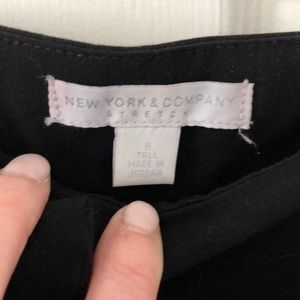 NEW YORK & COMPANY
STRETCH
6
TALL
MADE IN
JORDAN